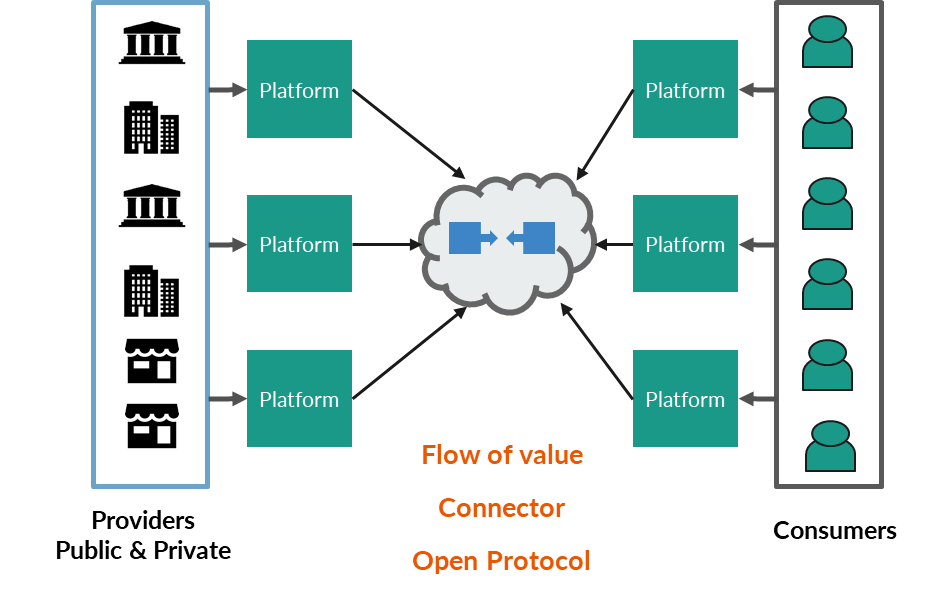 Platform
Platform
Platform
Platform
Platform
Platform
Flow of value
Connector
Open Protocol
Providers
Public & Private
Consumers